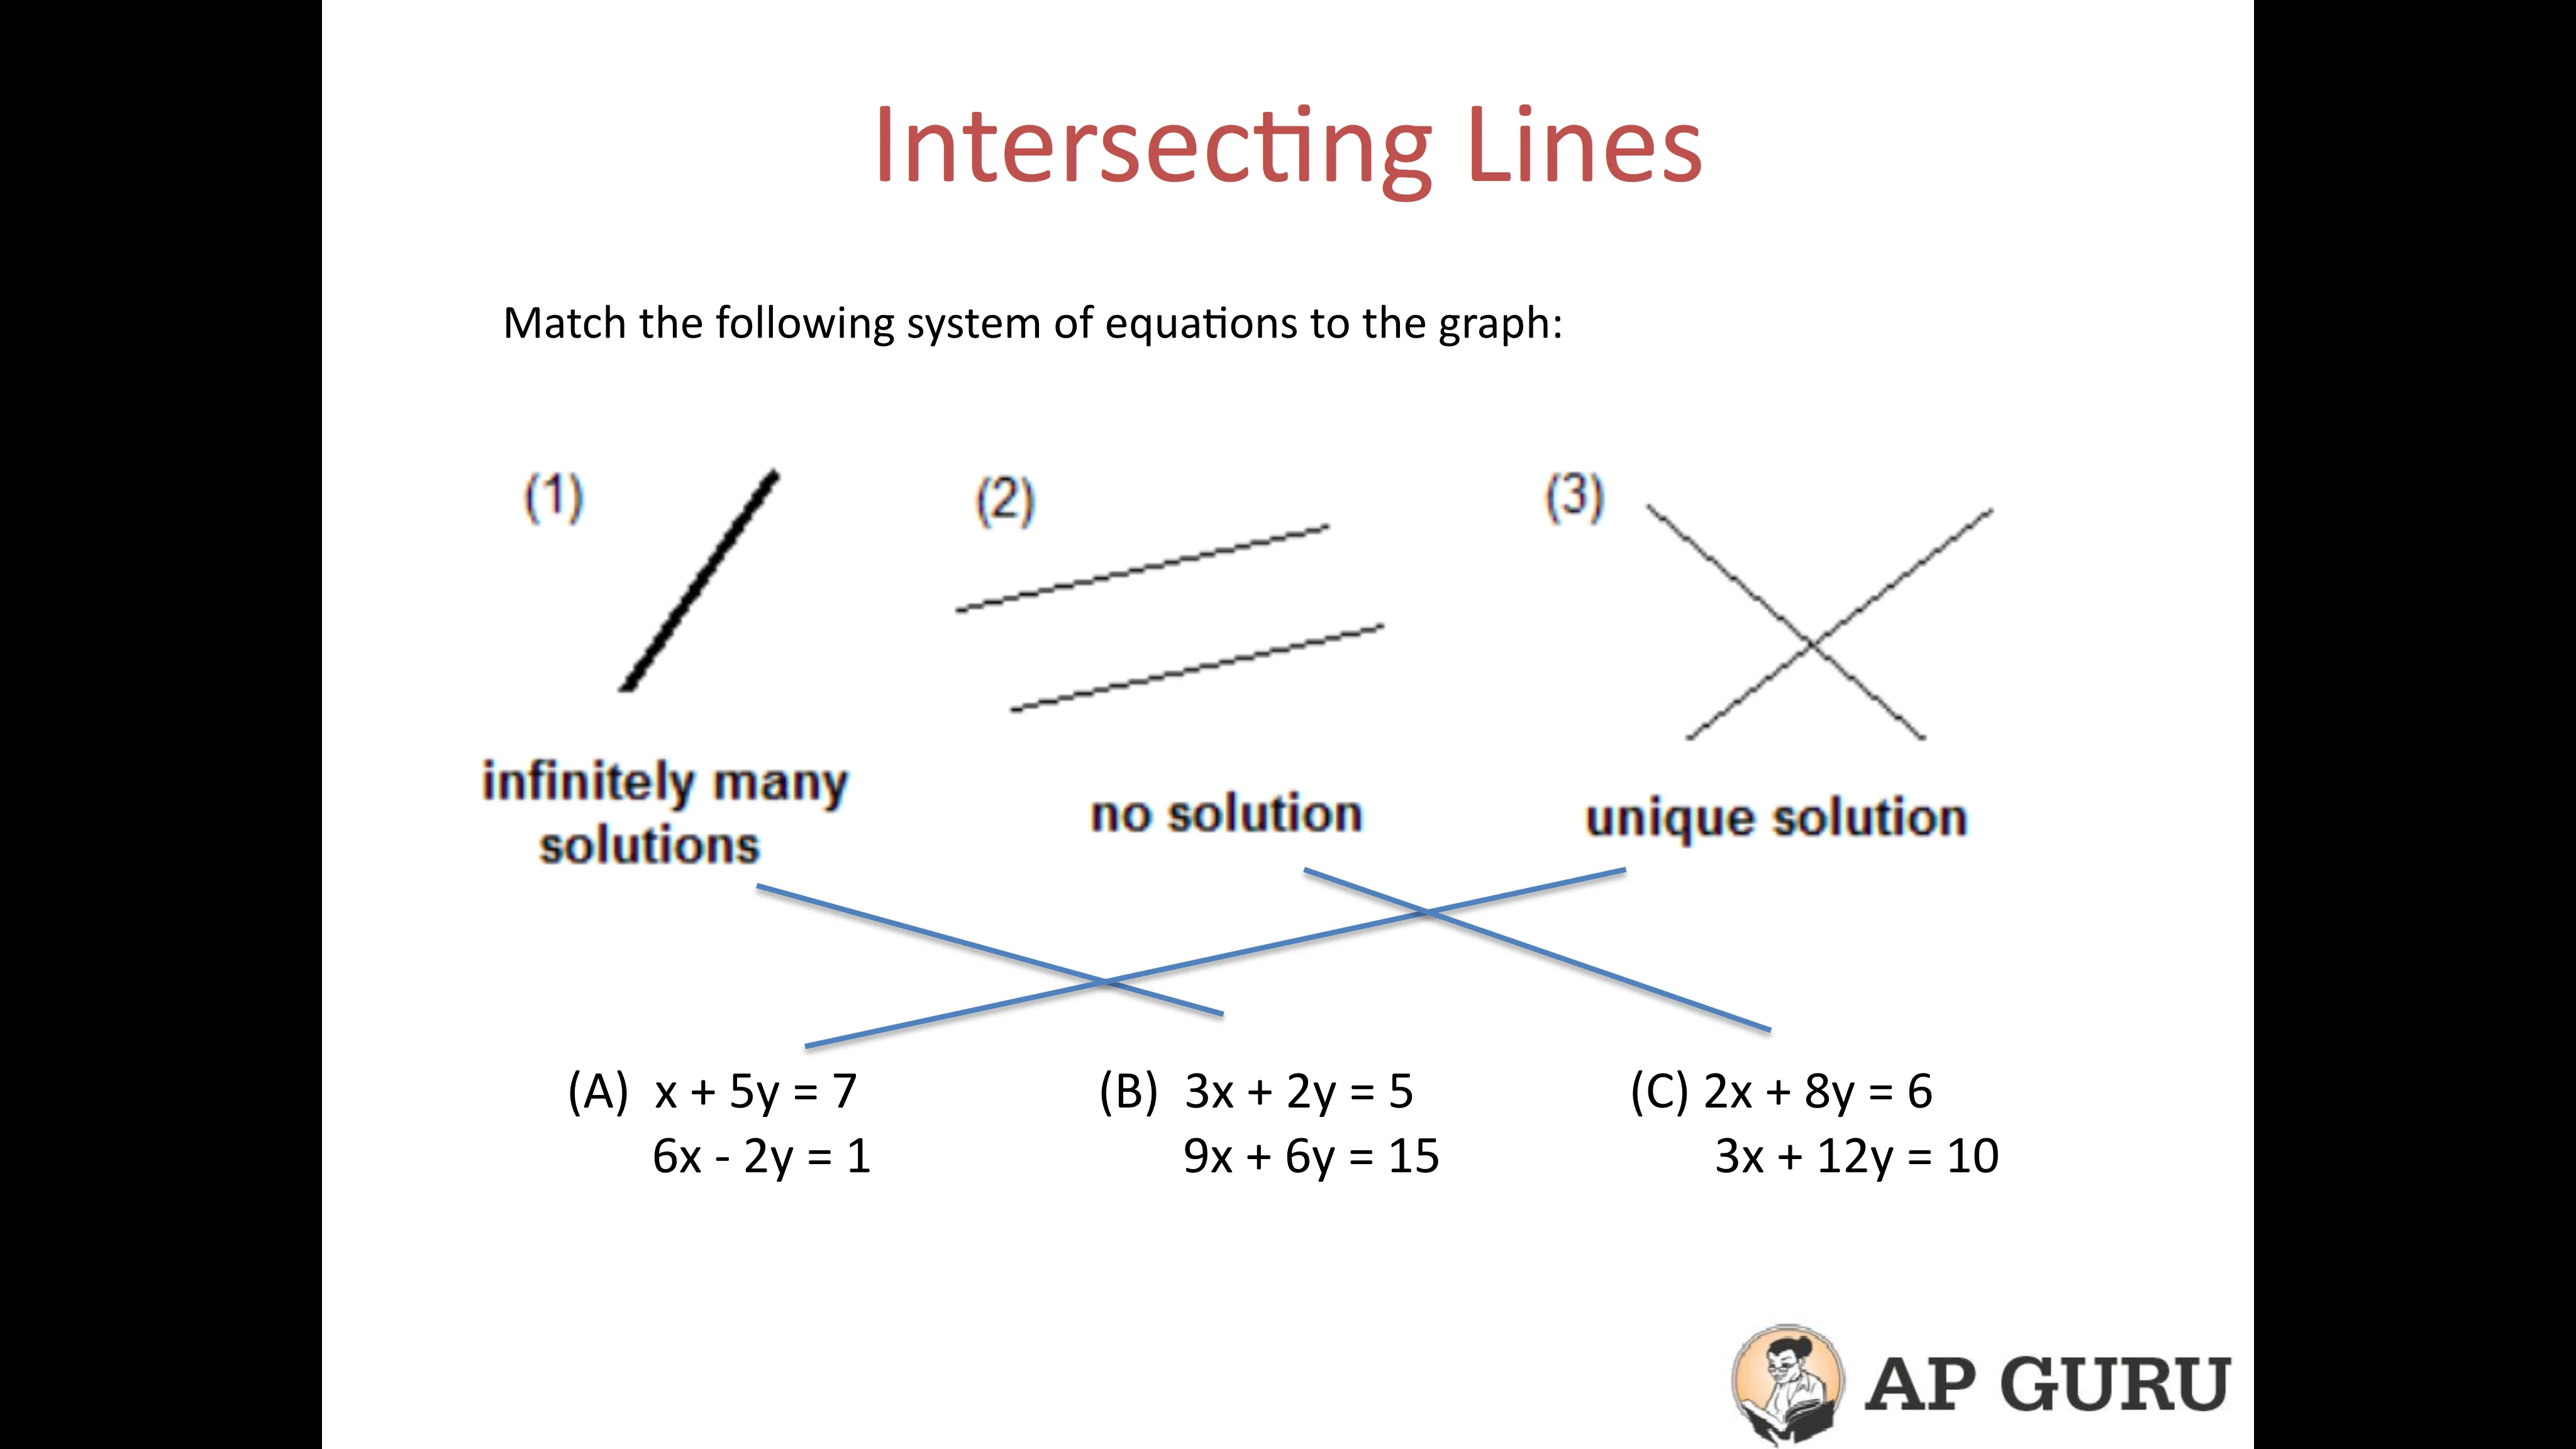 Intersecting Lines
Match the following system of equations to the graph:
(1)
(2)
(3)
infinitely many
solutions
no solution
unique solution
(A) x + 5y = 7
6x - 2y = 1
(B) 3x + 2y = 5
9x + 6y = 15
(C) 2x + 8y = 6
3x + 12y = 10
AP GURU